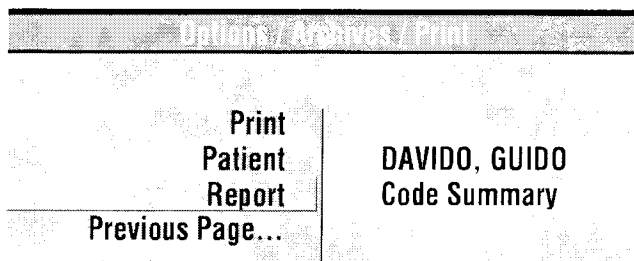 Options / Archives / Print
Print
Patient DAVIDO, GUIDO
Report Code Summary
Previous Page...